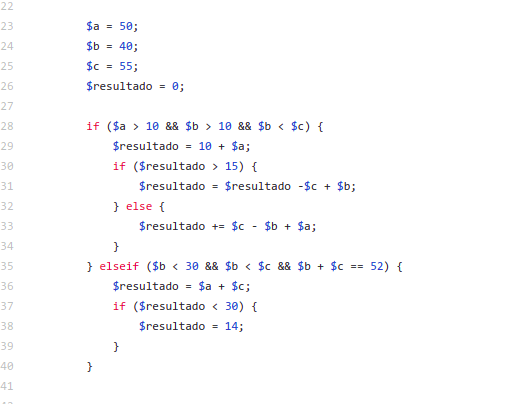 22
23 $a = 50;
24 $b = 40;
25 $c = 55;
26 $resultado = 0;
27
28 if ($a > 10 && $b > 10 && $b < $c) {
29 $resultado = 10 + $a;
30 if ($resultado > 15) {
31 $resultado = $resultado -$c + $b;
32 } else {
33 $resultado += $c - $b + $a;
34 }
35 } elseif ($b < 30 && $b < $c && $b + $c == 52) {
36 $resultado = $a + $c;
37 if ($resultado < 30) {
38 $resultado = 14;
39 }
40 }
41